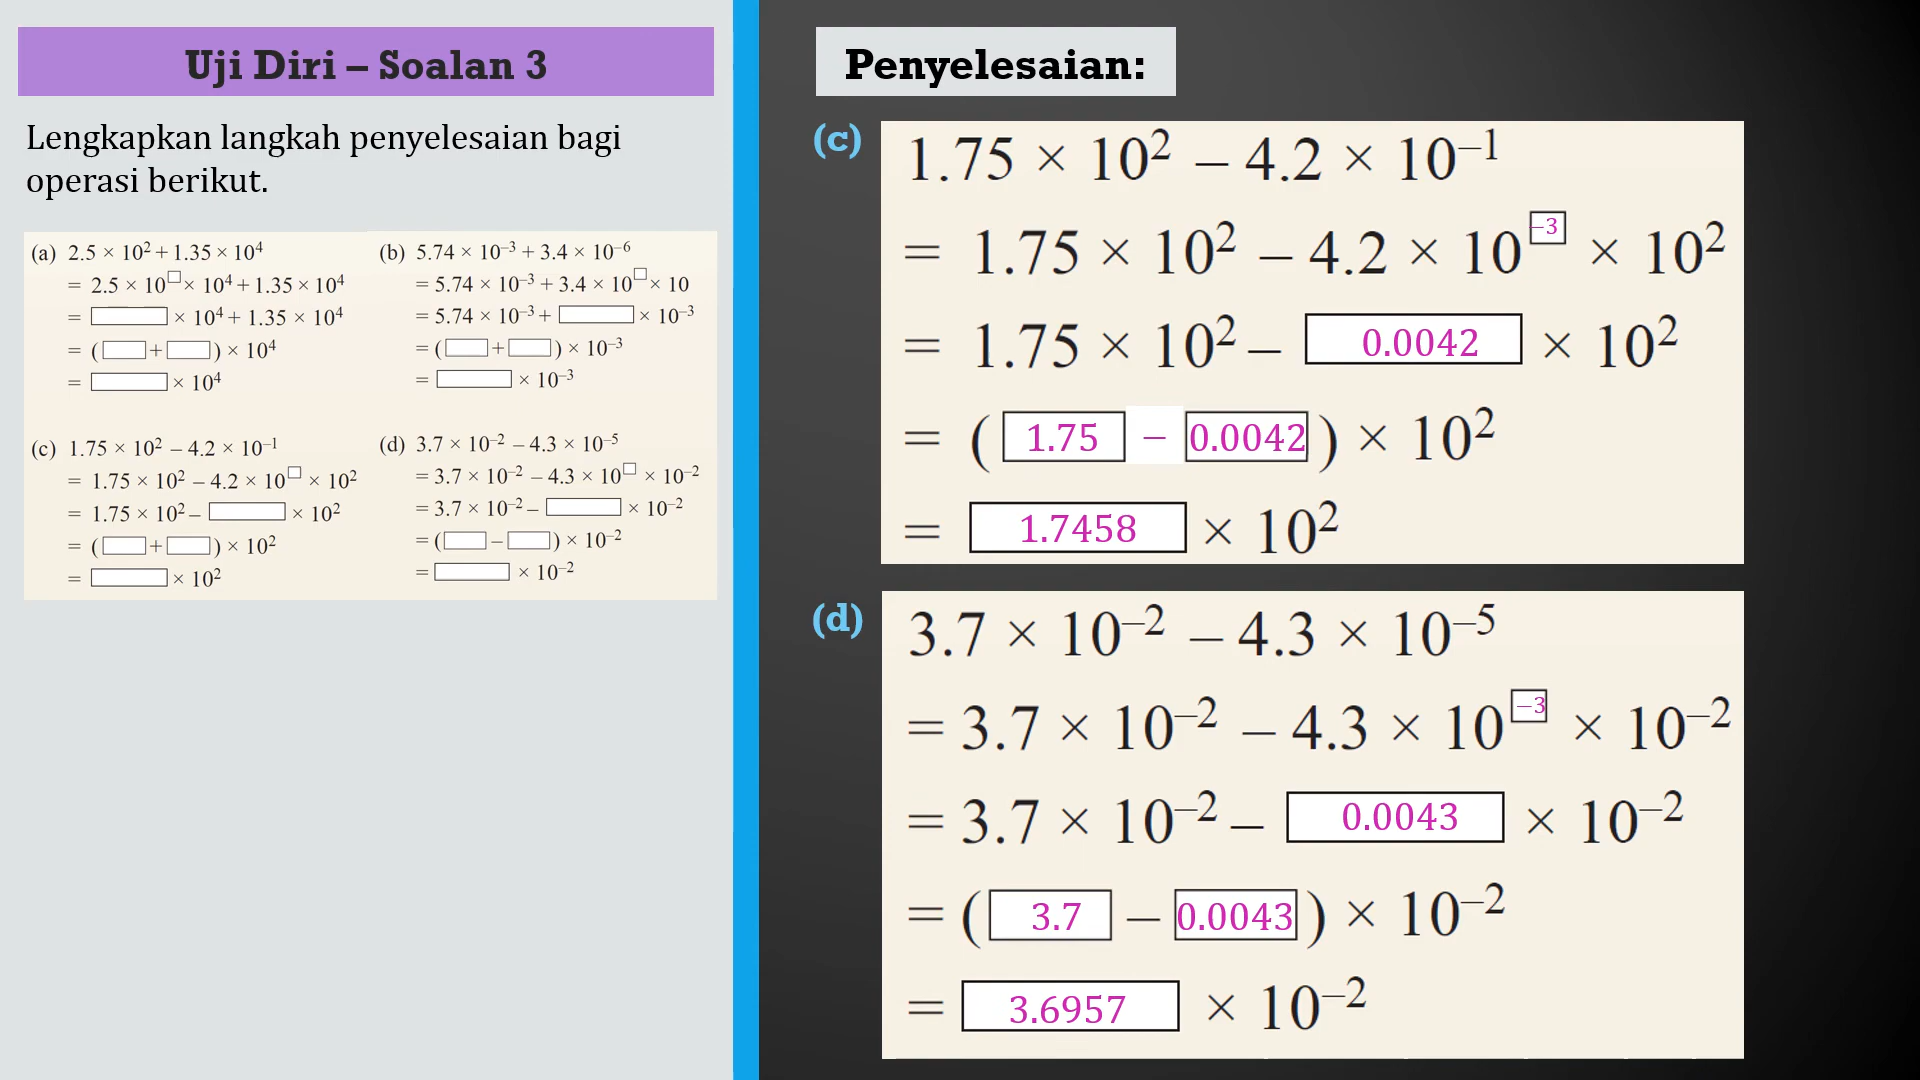 Uji Diri – Soalan 3
Lengkapkan langkah penyelesaian bagi
operasi berikut.
(a) 2.5 × 10² + 1.35 × 10⁴
= 2.5 × 10^□ × 10⁴ + 1.35 × 10⁴
= □ × 10⁴ + 1.35 × 10⁴
= (□ + □) × 10⁴
= □ × 10⁴
(b) 5.74 × 10⁻³ + 3.4 × 10⁻⁶
= 5.74 × 10⁻³ + 3.4 × 10^□ × 10
= 5.74 × 10⁻³ + □ × 10⁻³
= (□ + □) × 10⁻³
= □ × 10⁻³
(c) 1.75 × 10² – 4.2 × 10⁻¹
= 1.75 × 10² – 4.2 × 10^□ × 10²
= 1.75 × 10² – □ × 10²
= (□ + □) × 10²
= □ × 10²
(d) 3.7 × 10⁻² – 4.3 × 10⁻⁵
= 3.7 × 10⁻² – 4.3 × 10^□ × 10⁻²
= 3.7 × 10⁻² – □ × 10⁻²
= (□ – □) × 10⁻²
= □ × 10⁻²
Penyelesaian:
(c) 1.75 × 10² – 4.2 × 10⁻¹
= 1.75 × 10² – 4.2 × 10⁻³ × 10²
= 1.75 × 10² – 0.0042 × 10²
= (1.75 − 0.0042) × 10²
= 1.7458 × 10²
(d) 3.7 × 10⁻² – 4.3 × 10⁻⁵
= 3.7 × 10⁻² – 4.3 × 10⁻³ × 10⁻²
= 3.7 × 10⁻² – 0.0043 × 10⁻²
= (3.7 – 0.0043) × 10⁻²
= 3.6957 × 10⁻²